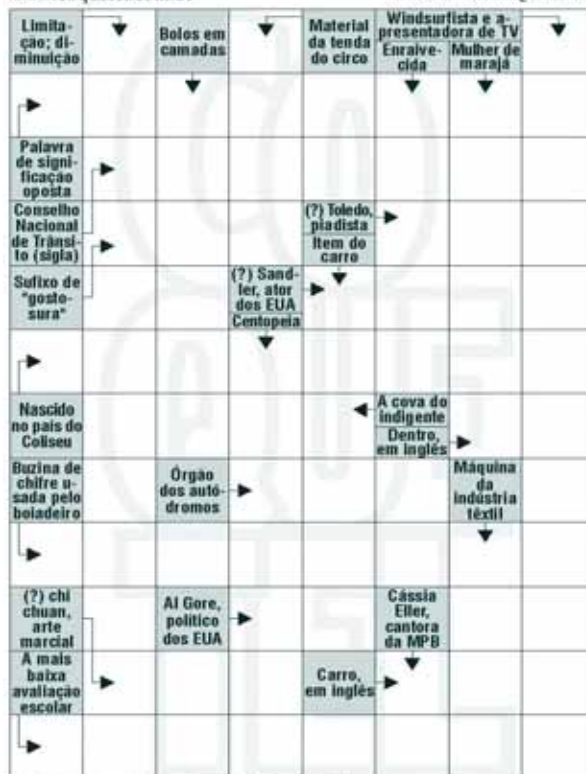 Limita-
ção; di-
minuição
Bolos em
camadas
Material
da tenda
do circo
Windsurfista e a-
presentadora de TV
Enraive-
cida
Mulher de
marajá
Palavra
de signi-
ficação
oposta
Conselho
Nacional
de Trânsi-
to (sigla)
(?) Toledo,
piadista
Item do
carro
Sufixo de
"gosto-
sura"
(?) Sand-
ler, ator
dos EUA
Centopeia
Nascido
no país do
Coliseu
A cova do
indigente
Dentro,
em inglês
Buzina de
chifre u-
sada pelo
boiadeiro
Órgão
dos autó-
dromos
Máquina
da
indústria
têxtil
(?) chi
chuan,
arte
marcial
Al Gore,
político
dos EUA
Cássia
Eller,
cantora
da MPB
A mais
baixa
avaliação
escolar
Carro,
em inglês